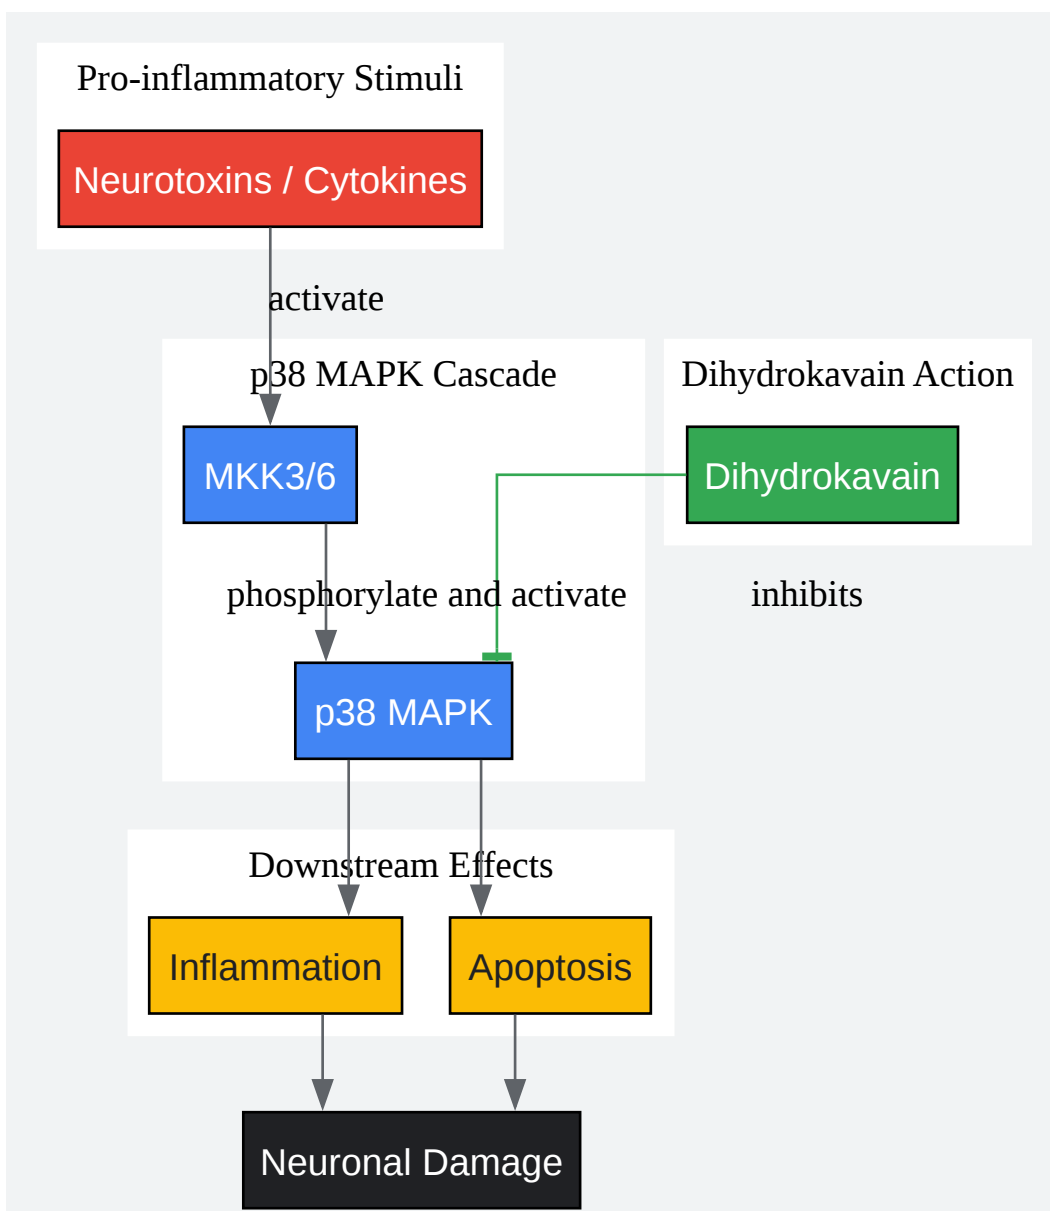 Pro-inflammatory Stimuli
Neurotoxins / Cytokines
activate
p38 MAPK Cascade
Dihydrokavain Action
MKK3/6
Dihydrokavain
phosphorylate and activate
inhibits
p38 MAPK
Downstream Effects
Inflammation
Apoptosis
Neuronal Damage